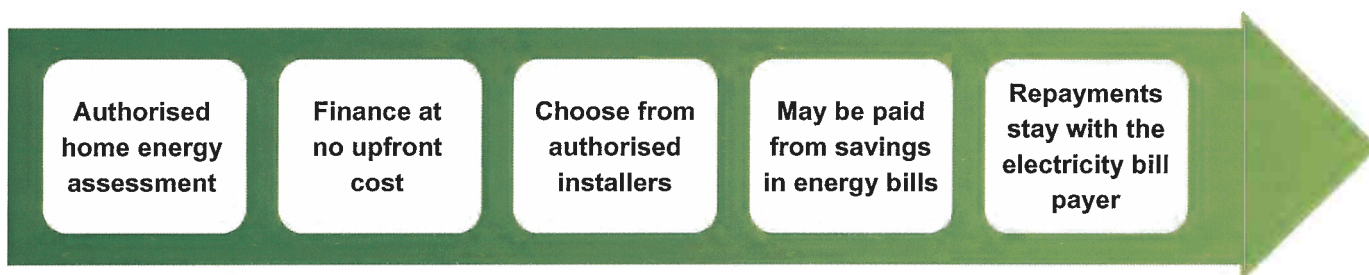 Authorised
home energy
assessment
Finance at
no upfront
cost
Choose from
authorised
installers
May be paid
from savings
in energy bills
Repayments
stay with the
electricity bill
payer